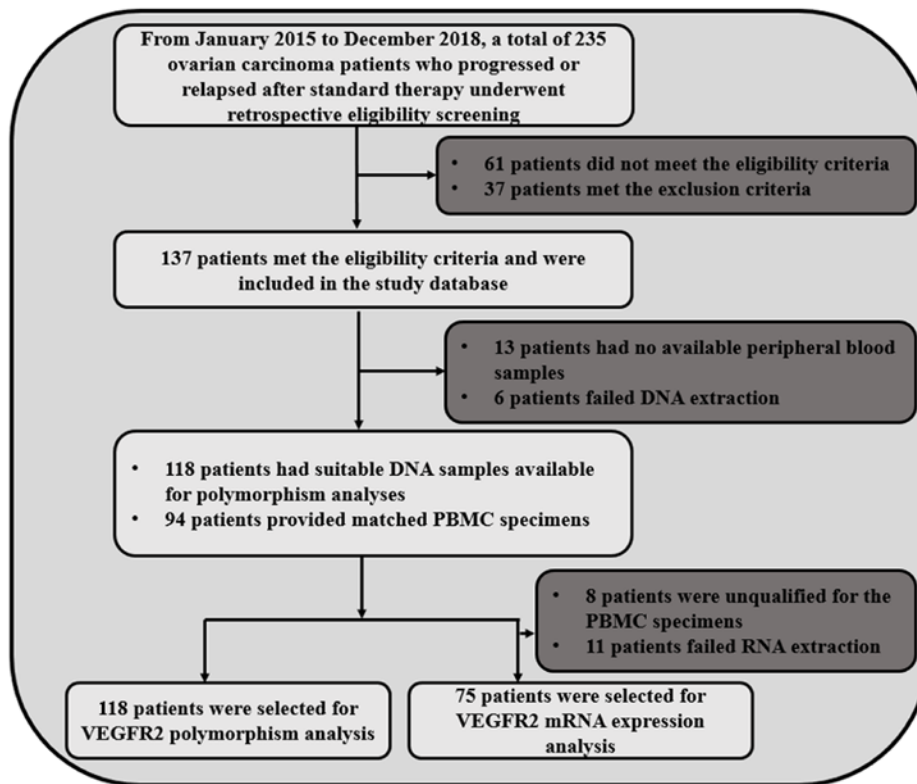 From January 2015 to December 2018, a total of 235
ovarian carcinoma patients who progressed or
relapsed after standard therapy underwent
retrospective eligibility screening
• 61 patients did not meet the eligibility criteria
• 37 patients met the exclusion criteria
137 patients met the eligibility criteria and were
included in the study database
• 13 patients had no available peripheral blood
samples
• 6 patients failed DNA extraction
• 118 patients had suitable DNA samples available
for polymorphism analyses
• 94 patients provided matched PBMC specimens
• 8 patients were unqualified for the
PBMC specimens
• 11 patients failed RNA extraction
118 patients were selected for
VEGFR2 polymorphism analysis
75 patients were selected for
VEGFR2 mRNA expression
analysis